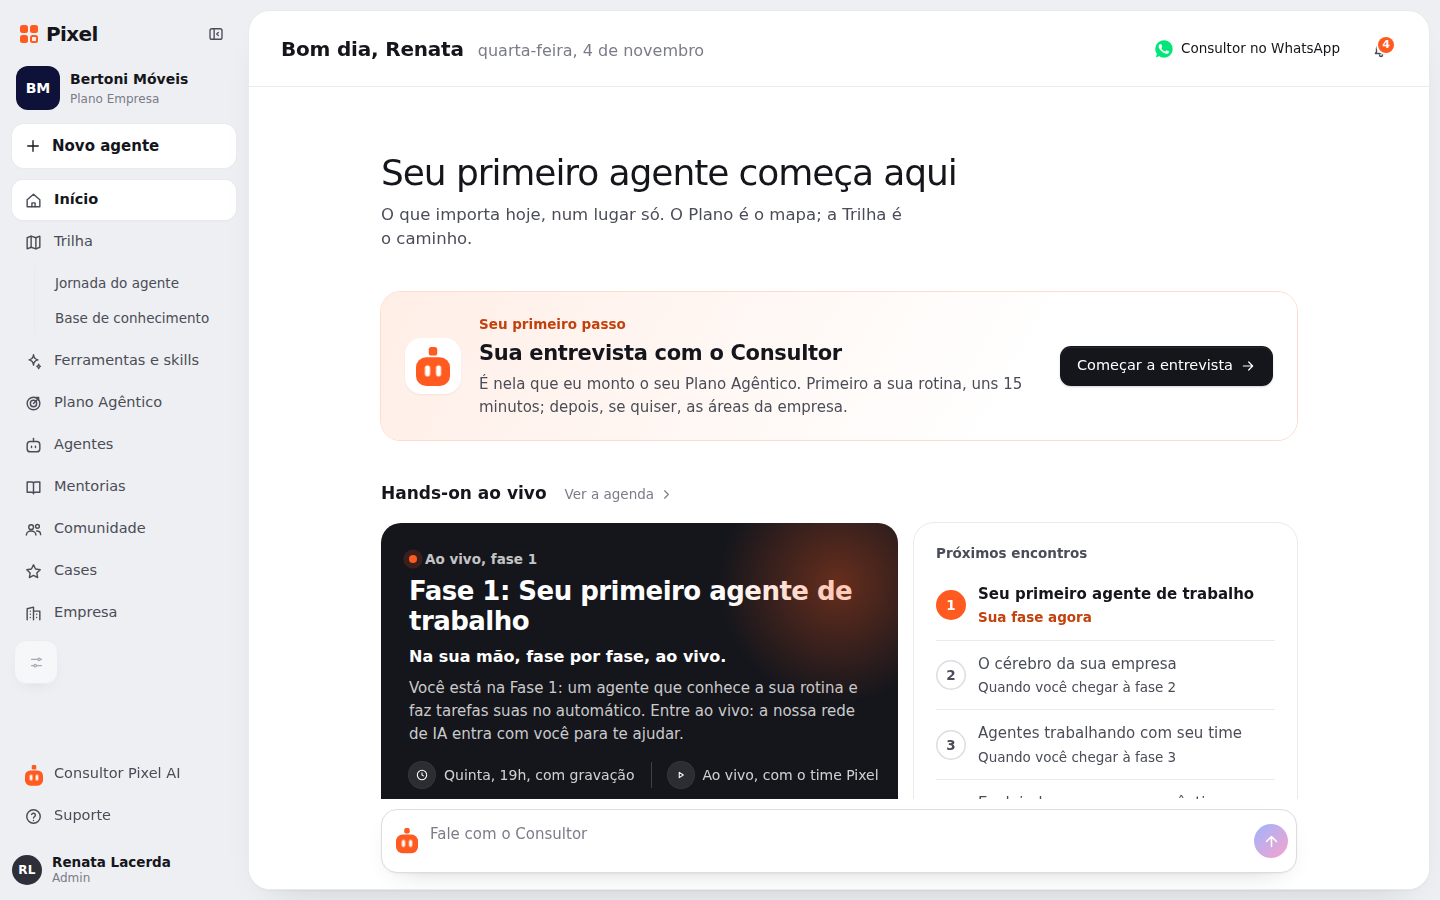 Pixel
BM
Bertoni Móveis
Plano Empresa
Novo agente
Início
Trilha
Jornada do agente
Base de conhecimento
Ferramentas e skills
Plano Agêntico
Agentes
Mentorias
Comunidade
Cases
Empresa
Consultor Pixel AI
Suporte
RL
Renata Lacerda
Admin
Bom dia, Renata
quarta-feira, 4 de novembro
Consultor no WhatsApp
4
Seu primeiro agente começa aqui
O que importa hoje, num lugar só. O Plano é o mapa; a Trilha é
o caminho.
Seu primeiro passo
Sua entrevista com o Consultor
É nela que eu monto o seu Plano Agêntico. Primeiro a sua rotina, uns 15
minutos; depois, se quiser, as áreas da empresa.
Começar a entrevista
Hands-on ao vivo
Ver a agenda
Ao vivo, fase 1
Fase 1: Seu primeiro agente de
trabalho
Na sua mão, fase por fase, ao vivo.
Você está na Fase 1: um agente que conhece a sua rotina e
faz tarefas suas no automático. Entre ao vivo: a nossa rede
de IA entra com você para te ajudar.
Quinta, 19h, com gravação
Ao vivo, com o time Pixel
Próximos encontros
1
Seu primeiro agente de trabalho
Sua fase agora
2
O cérebro da sua empresa
Quando você chegar à fase 2
3
Agentes trabalhando com seu time
Quando você chegar à fase 3
Fale com o Consultor